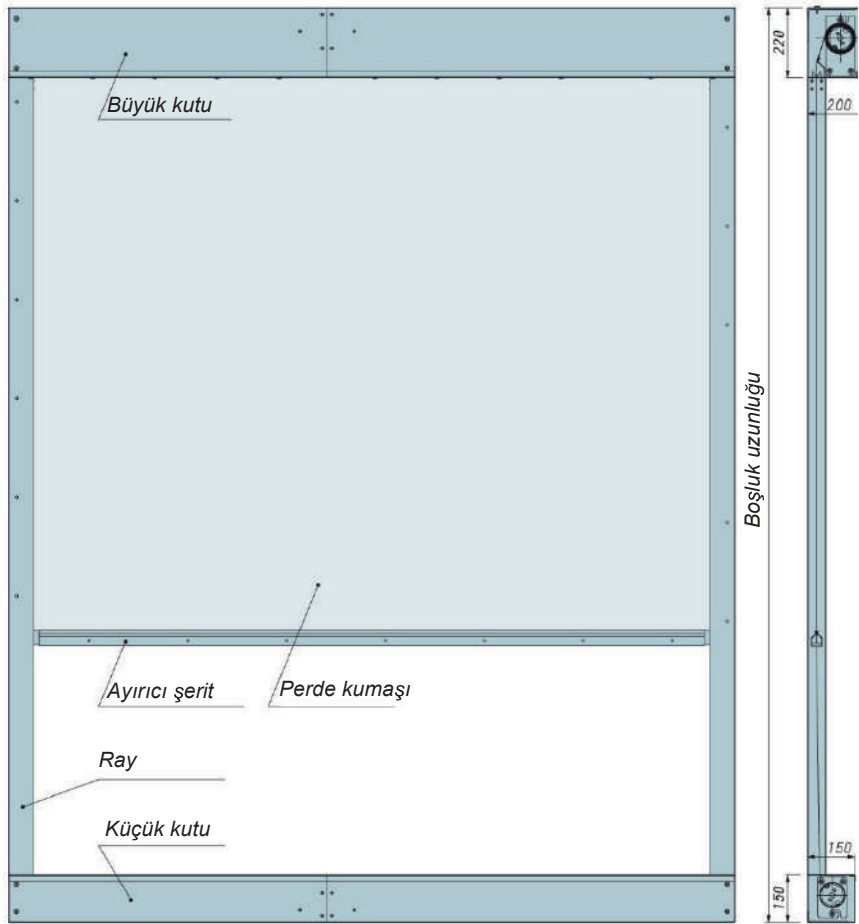 220
Büyük kutu
200
Boşluk uzunluğu
Ayırıcı şerit
Perde kumaşı
Ray
Küçük kutu
150
150